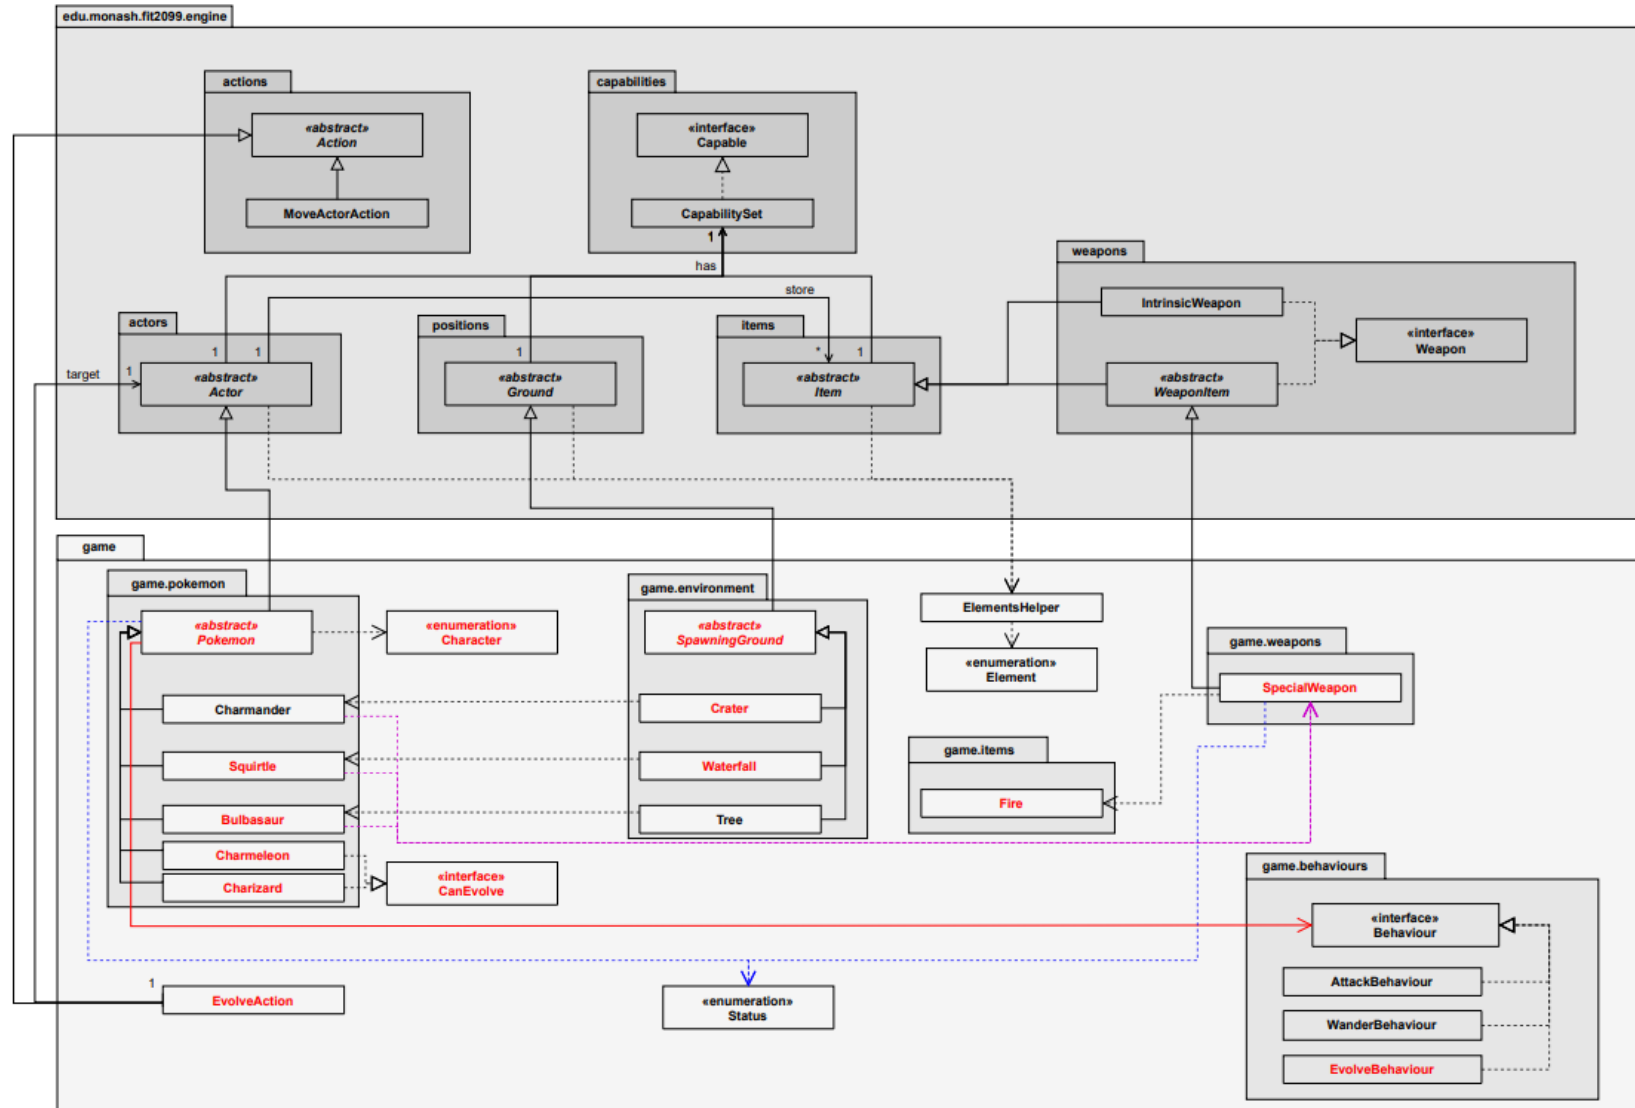 edu.monash.fit2099.engine
actions
«abstract»
Action
MoveActorAction
capabilities
«interface»
Capable
CapabilitySet
1
has
store
weapons
IntrinsicWeapon
«interface»
Weapon
«abstract»
WeaponItem
actors
1
1
target
1
«abstract»
Actor
positions
1
«abstract»
Ground
items
*
1
«abstract»
Item
game
game.pokemon
«abstract»
Pokemon
«enumeration»
Character
Charmander
Squirtle
Bulbasaur
Charmeleon
Charizard
«interface»
CanEvolve
game.environment
«abstract»
SpawningGround
Crater
Waterfall
Tree
ElementsHelper
«enumeration»
Element
game.weapons
SpecialWeapon
game.items
Fire
game.behaviours
«interface»
Behaviour
AttackBehaviour
WanderBehaviour
EvolveBehaviour
1
EvolveAction
«enumeration»
Status